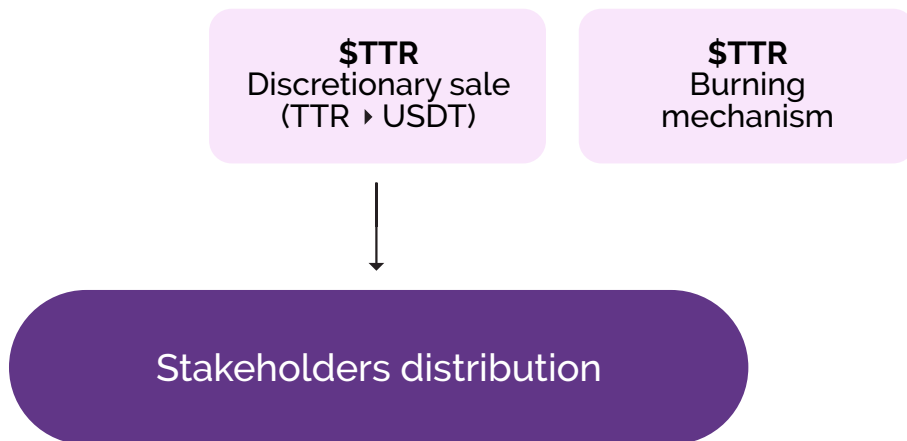 $TTR
Discretionary sale
(TTR ▸ USDT)
$TTR
Burning
mechanism
Stakeholders distribution